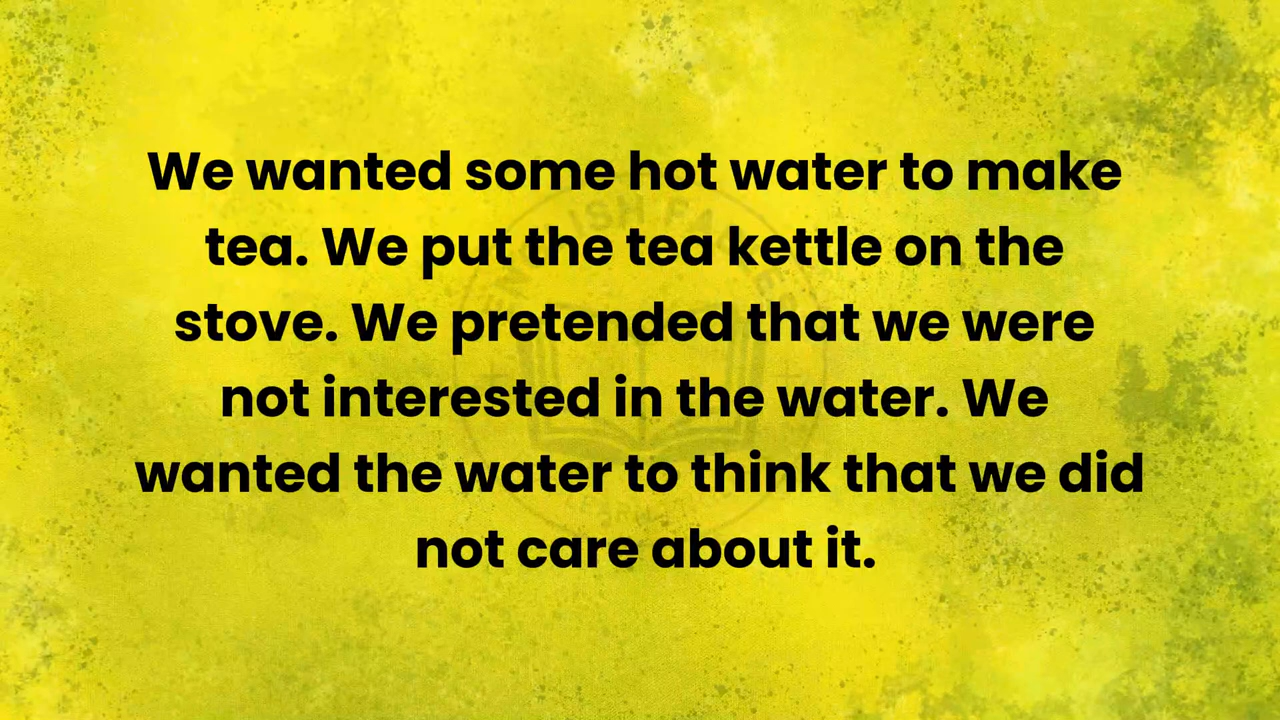 We wanted some hot water to make
tea. We put the tea kettle on the
stove. We pretended that we were
not interested in the water. We
wanted the water to think that we did
not care about it.